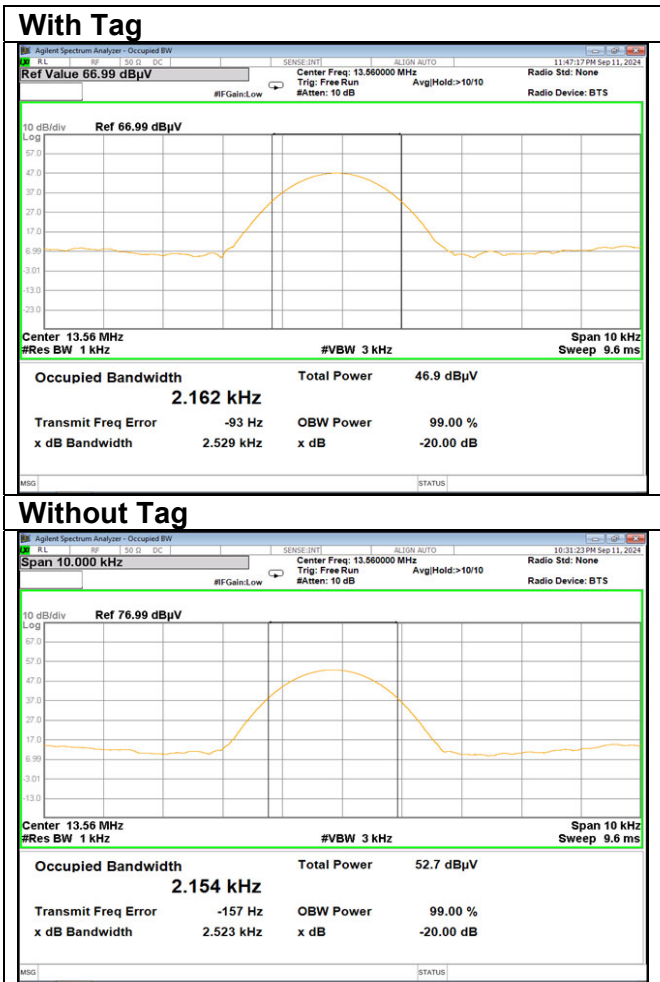 With Tag
Agilent Spectrum Analyzer - Occupied BW
RL RF 50 Ω DC SENSE:INT ALIGN AUTO 11:47:17 PM Sep 11, 2024
Ref Value 66.99 dBµV Center Freq: 13.560000 MHz Radio Std: None
Trig: Free Run Avg|Hold:>10/10
#IFGain:Low #Atten: 10 dB Radio Device: BTS
10 dB/div Ref 66.99 dBµV
Log
57.0
47.0
37.0
27.0
17.0
6.99
-3.01
-13.0
-23.0
Center 13.56 MHz Span 10 kHz
#Res BW 1 kHz #VBW 3 kHz Sweep 9.6 ms
Occupied Bandwidth Total Power 46.9 dBµV
2.162 kHz
Transmit Freq Error -93 Hz OBW Power 99.00 %
x dB Bandwidth 2.529 kHz x dB -20.00 dB
MSG STATUS
Without Tag
Agilent Spectrum Analyzer - Occupied BW
RL RF 50 Ω DC SENSE:INT ALIGN AUTO 10:31:23 PM Sep 11, 2024
Span 10.000 kHz Center Freq: 13.560000 MHz Radio Std: None
Trig: Free Run Avg|Hold:>10/10
#IFGain:Low #Atten: 10 dB Radio Device: BTS
10 dB/div Ref 76.99 dBµV
Log
67.0
57.0
47.0
37.0
27.0
17.0
6.99
-3.01
-13.0
Center 13.56 MHz Span 10 kHz
#Res BW 1 kHz #VBW 3 kHz Sweep 9.6 ms
Occupied Bandwidth Total Power 52.7 dBµV
2.154 kHz
Transmit Freq Error -157 Hz OBW Power 99.00 %
x dB Bandwidth 2.523 kHz x dB -20.00 dB
MSG STATUS